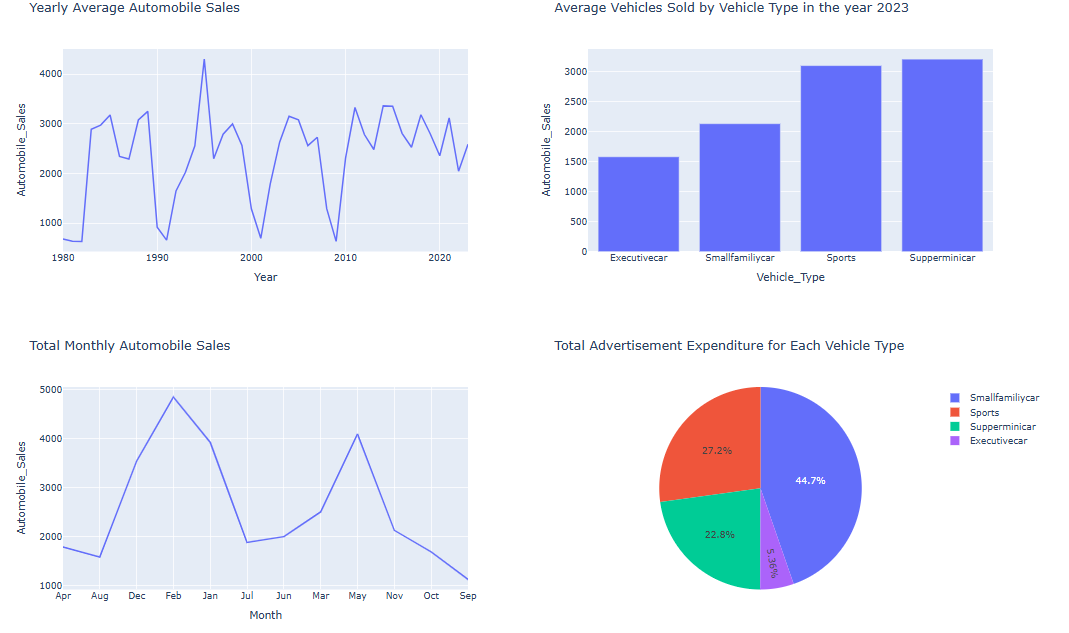 Yearly Average Automobile Sales
4000
3000
2000
1000
Automobile_Sales
1980 1990 2000 2010 2020
Year
Average Vehicles Sold by Vehicle Type in the year 2023
3000
2500
2000
1500
1000
500
0
Automobile_Sales
Executivecar Smallfamiliycar Sports Supperminicar
Vehicle_Type
Total Monthly Automobile Sales
5000
4000
3000
2000
1000
Automobile_Sales
Apr Aug Dec Feb Jan Jul Jun Mar May Nov Oct Sep
Month
Total Advertisement Expenditure for Each Vehicle Type
27.2%
44.7%
22.8%
5.36%
Smallfamiliycar
Sports
Supperminicar
Executivecar